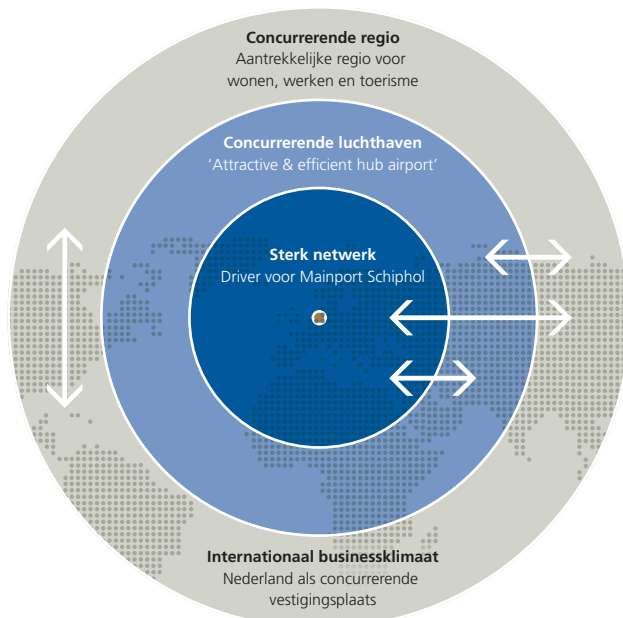 Concurrerende regio
Aantrekkelijke regio voor
wonen, werken en toerisme
Concurrerende luchthaven
‘Attractive & efficient hub airport’
Sterk netwerk
Driver voor Mainport Schiphol
Internationaal businessklimaat
Nederland als concurrerende
vestigingsplaats